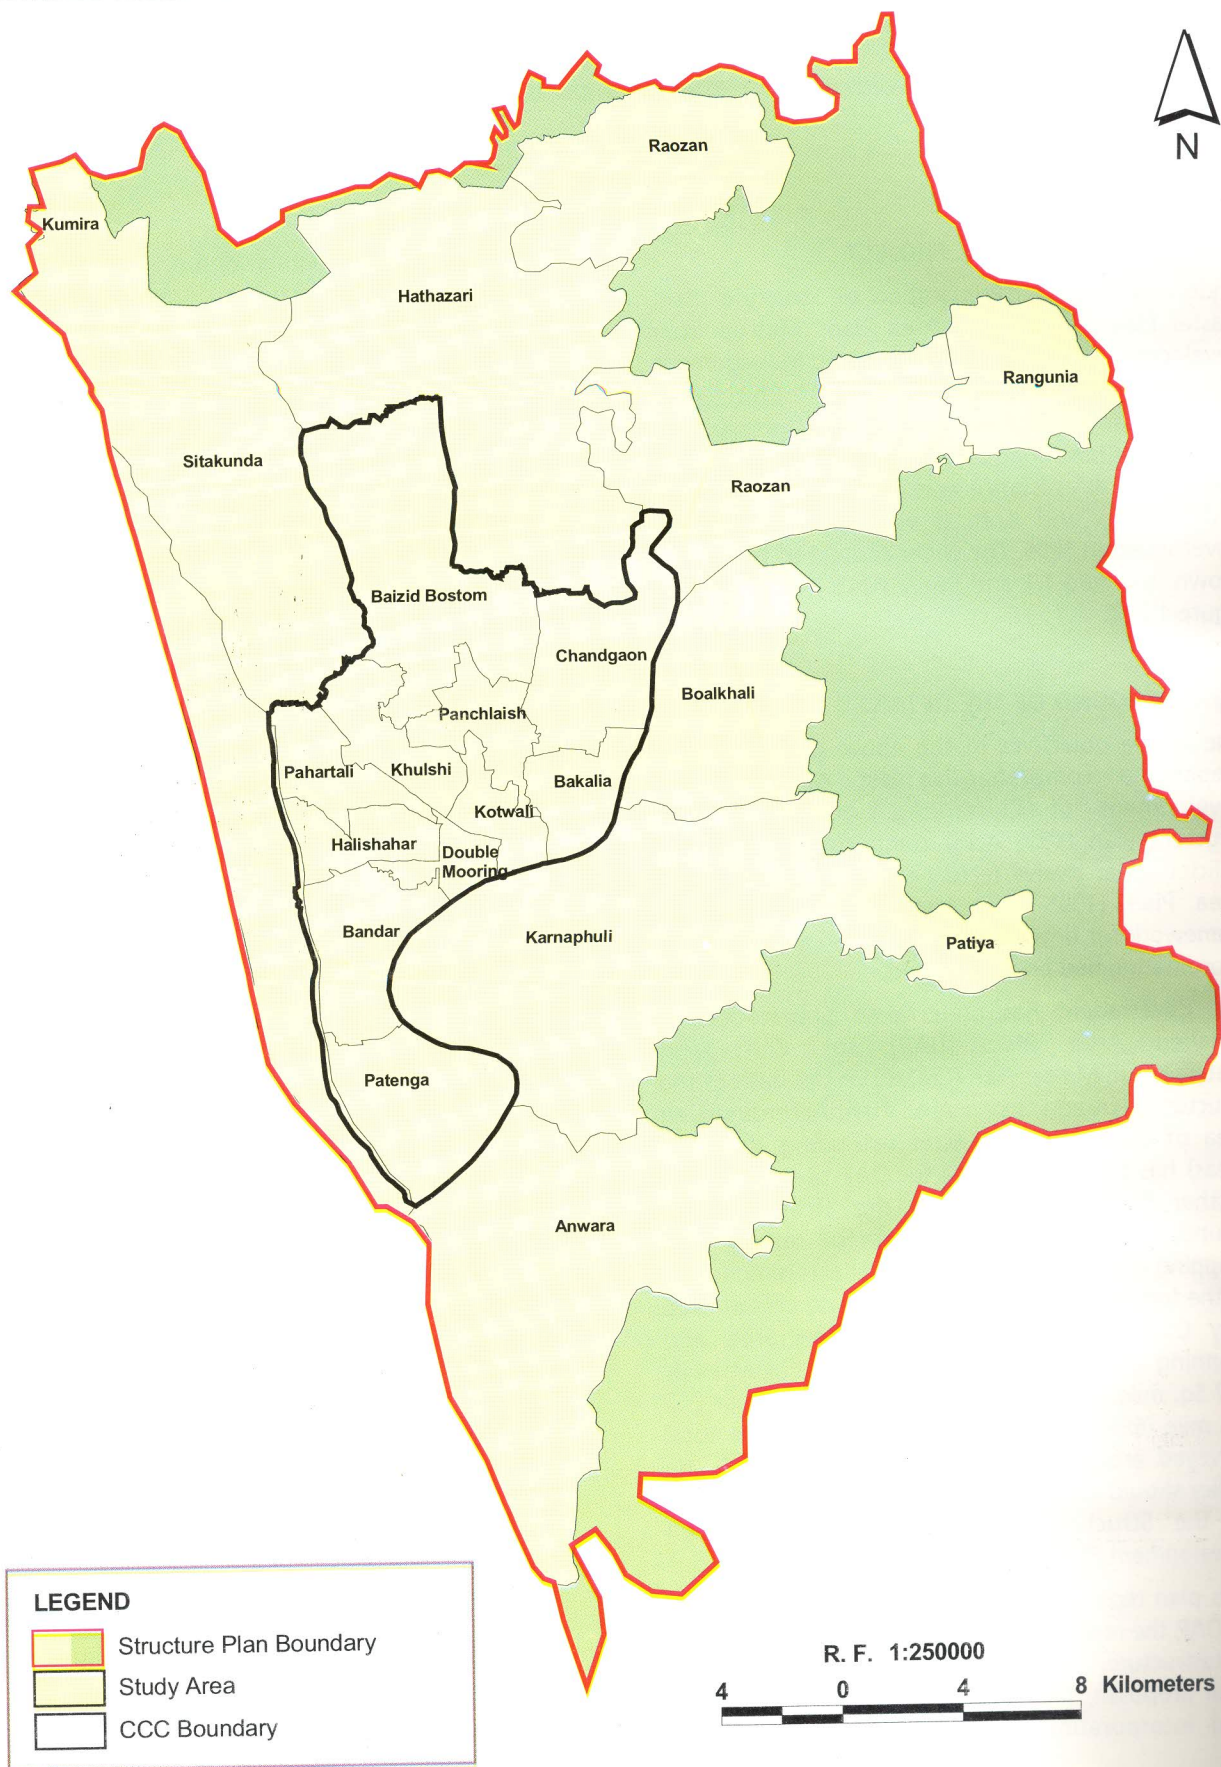 N
Raozan
Kumira
Hathazari
Rangunia
Sitakunda
Raozan
Baizid Bostom
Chandgaon
Boalkhali
Panchlaish
Pahartali
Khulshi
Bakalia
Kotwali
Halishahar
Double
Mooring
Bandar
Karnaphuli
Patiya
Patenga
Anwara
LEGEND
Structure Plan Boundary
Study Area
CCC Boundary
R. F. 1:250000
4 0 4 8 Kilometers